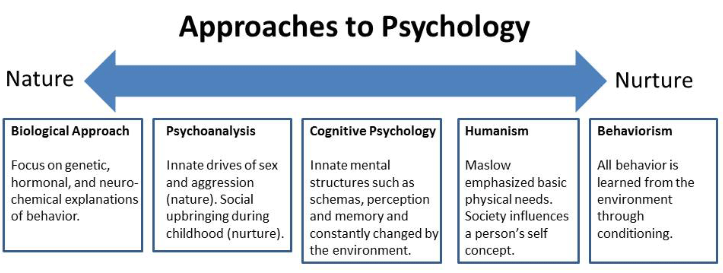 Approaches to Psychology
Nature
Nurture
Biological Approach
Focus on genetic,
hormonal, and neuro-
chemical explanations
of behavior.
Psychoanalysis
Innate drives of sex
and aggression
(nature). Social
upbringing during
childhood (nurture).
Cognitive Psychology
Innate mental
structures such as
schemas, perception
and memory and
constantly changed by
the environment.
Humanism
Maslow
emphasized basic
physical needs.
Society influences
a person's self
concept.
Behaviorism
All behavior is
learned from the
environment
through
conditioning.